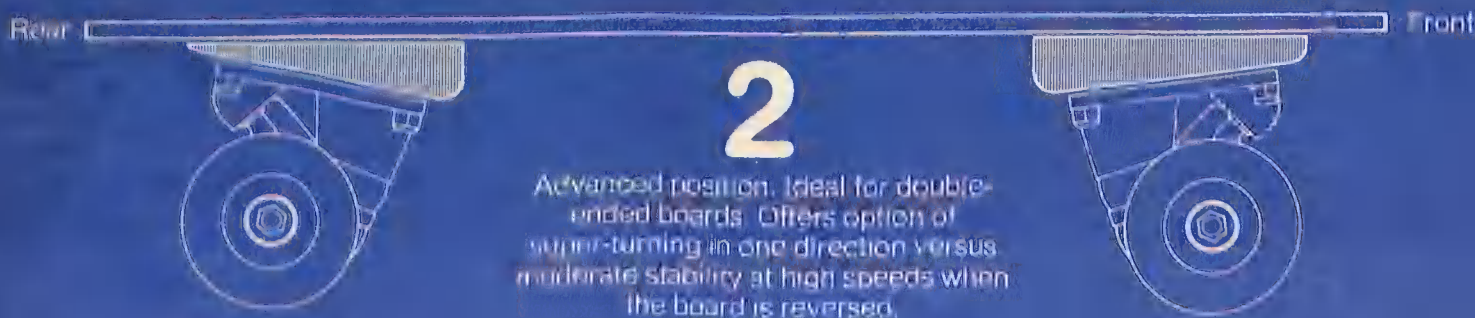 Rear
Front
2
Advanced position. Ideal for double-
ended boards. Offers option of
super-turning in one direction versus
moderate stability at high speeds when
the board is reversed.